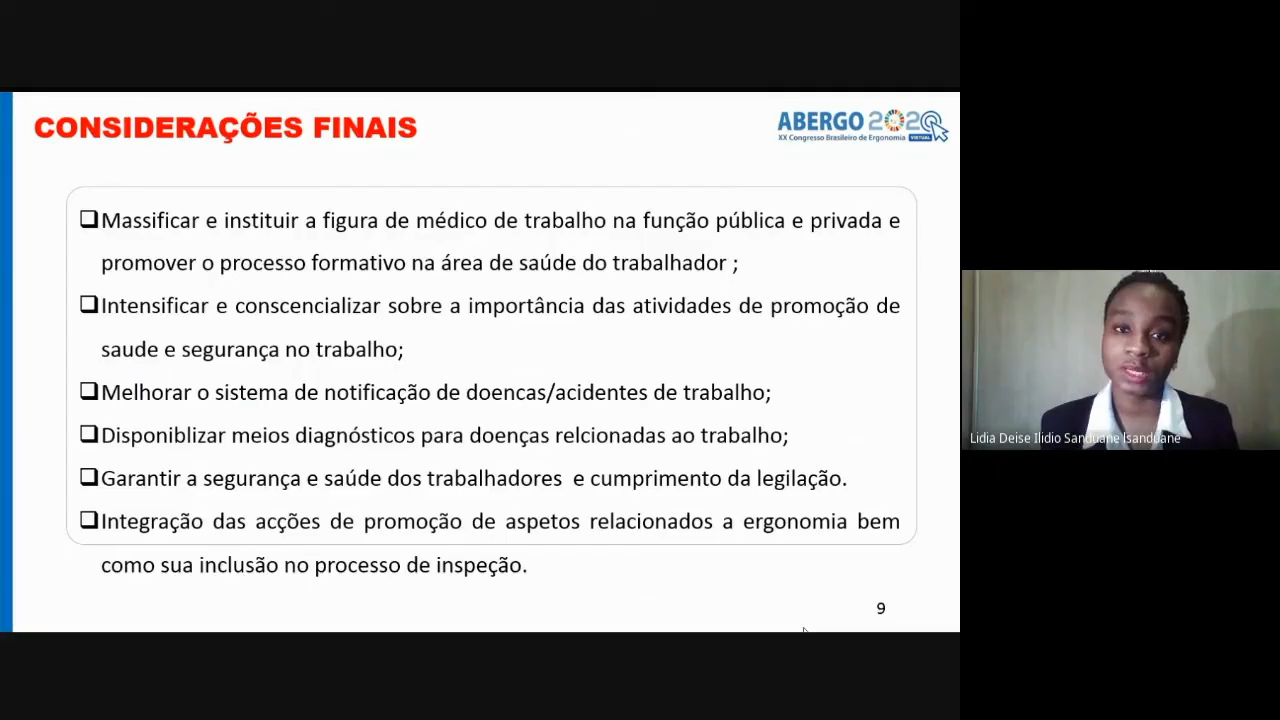 CONSIDERAÇÕES FINAIS
ABERGO 2020
XX Congresso Brasileiro de Ergonomia VIRTUAL
Massificar e instituir a figura de médico de trabalho na função pública e privada e
promover o processo formativo na área de saúde do trabalhador ;
Intensificar e conscencializar sobre a importância das atividades de promoção de
saude e segurança no trabalho;
Melhorar o sistema de notificação de doencas/acidentes de trabalho;
Disponiblizar meios diagnósticos para doenças relcionadas ao trabalho;
Garantir a segurança e saúde dos trabalhadores  e cumprimento da legilação.
Integração das acções de promoção de aspetos relacionados a ergonomia bem
como sua inclusão no processo de inspeção.
9
Lidia Deise Ilidio Sanduane lsanduane